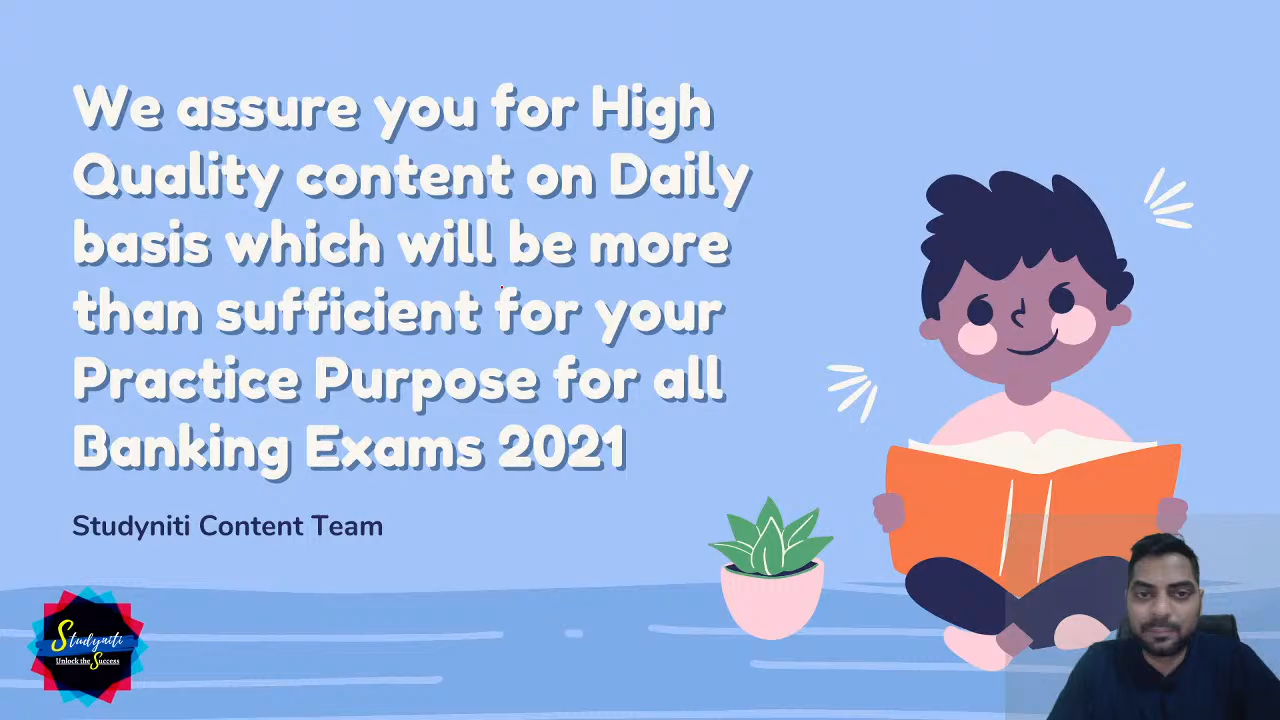 We assure you for High
Quality content on Daily
basis which will be more
than sufficient for your
Practice Purpose for all
Banking Exams 2021
Studyniti Content Team
Studyniti
Unlock the Success